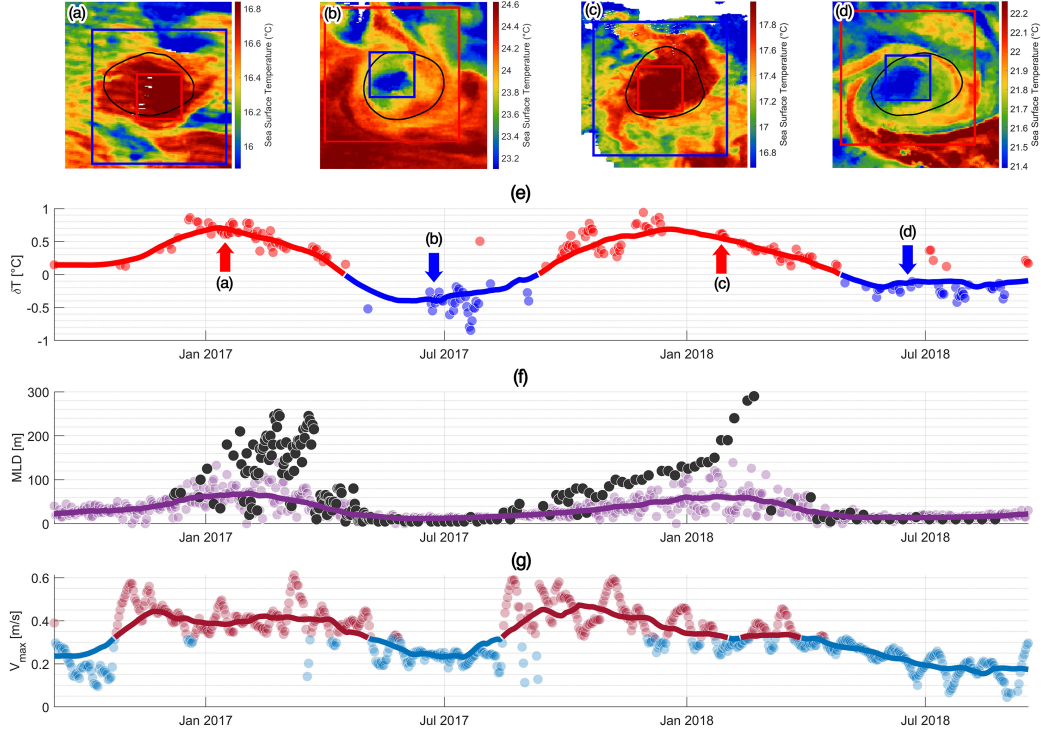 (a)
16.8
16.6
16.4
16.2
16
Sea Surface Temperature (°C)
(b)
24.6
24.4
24.2
24
23.8
23.6
23.4
23.2
Sea Surface Temperature (°C)
(c)
17.8
17.6
17.4
17.2
17
16.8
Sea Surface Temperature (°C)
(d)
22.2
22.1
22
21.9
21.8
21.7
21.6
21.5
21.4
Sea Surface Temperature (°C)
(e)
1
0.5
0
-0.5
-1
δT [°C]
(a)
(b)
(c)
(d)
Jan 2017
Jul 2017
Jan 2018
Jul 2018
(f)
300
200
100
0
MLD [m]
Jan 2017
Jul 2017
Jan 2018
Jul 2018
(g)
0.6
0.4
0.2
0
Vmax [m/s]
Jan 2017
Jul 2017
Jan 2018
Jul 2018